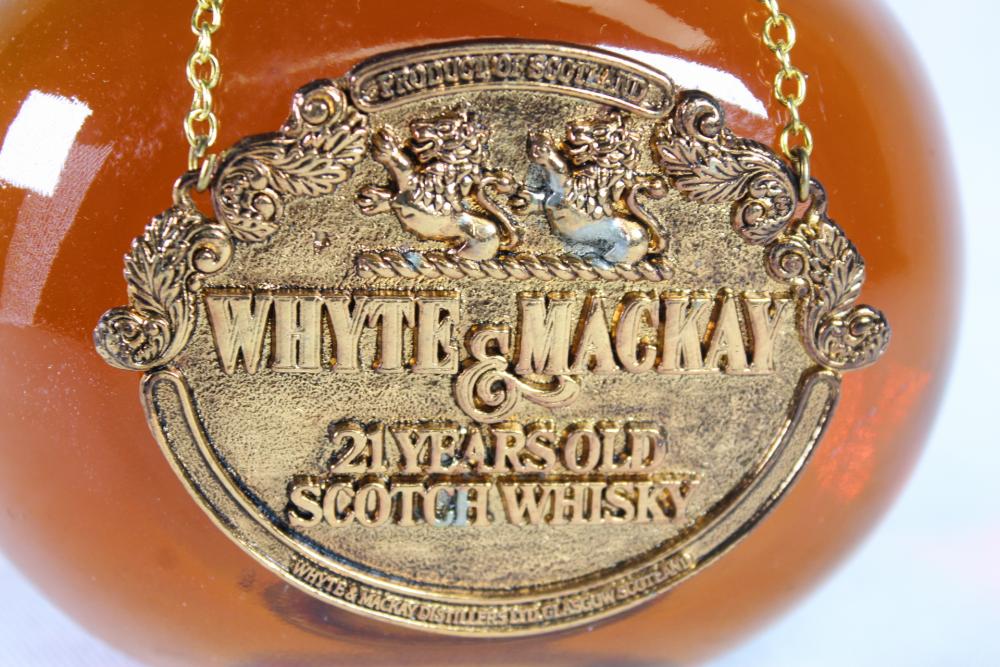 PRODUCT OF SCOTLAND
WHYTE & MACKAY
21 YEARS OLD
SCOTCH WHISKY
WHYTE & MACKAY DISTILLERS LTD. GLASGOW SCOTLAND